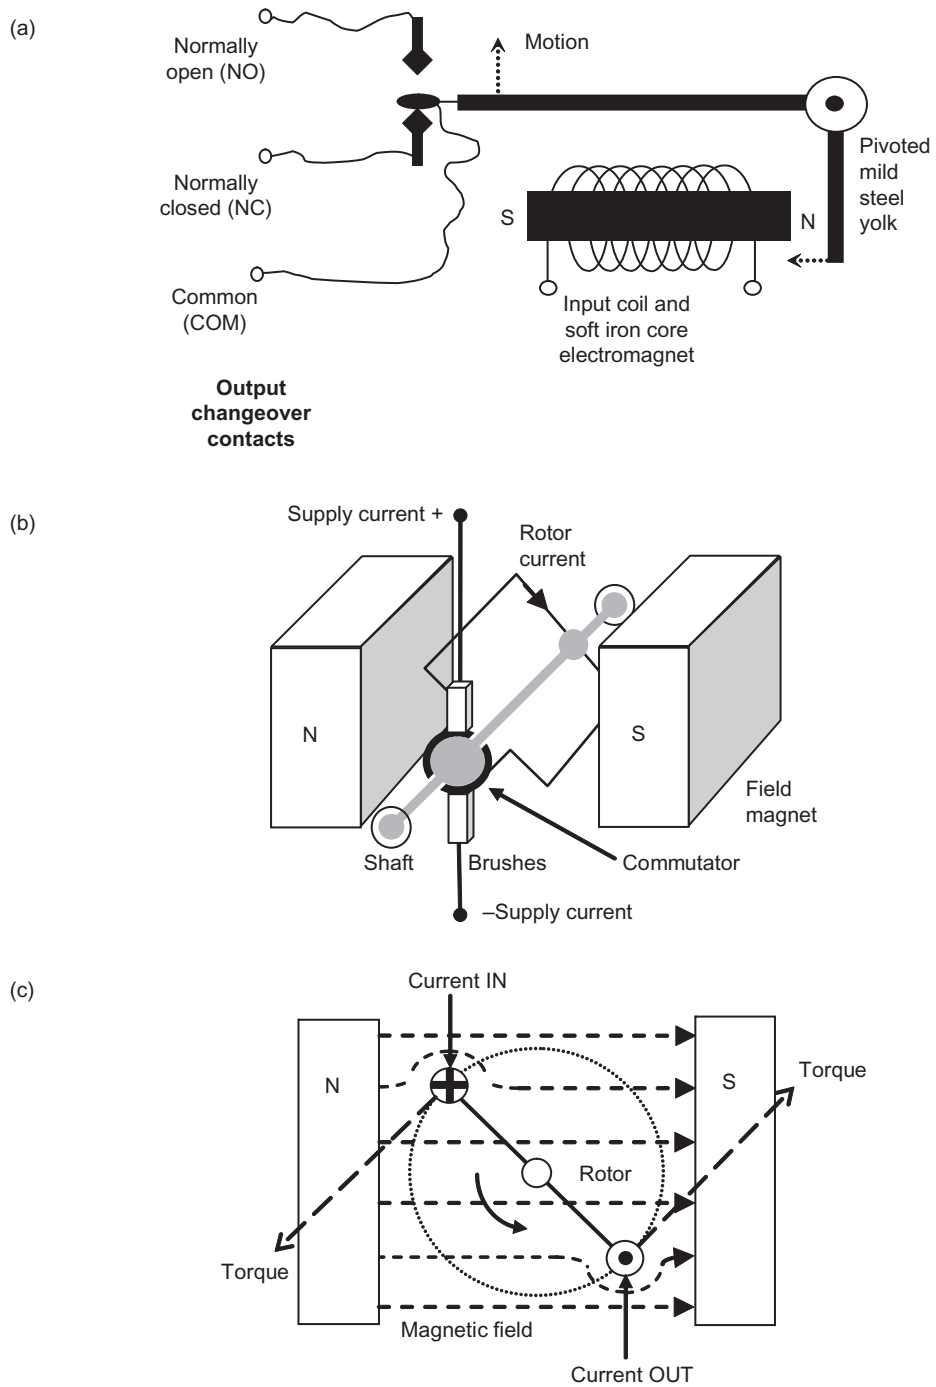 (a)
Normally
open (NO)
Motion
Pivoted
mild
steel
yolk
Normally
closed (NC)
S
N
Common
(COM)
Input coil and
soft iron core
electromagnet
Output
changeover
contacts
(b)
Supply current +
Rotor
current
N
S
Field
magnet
Shaft
Brushes
Commutator
–Supply current
(c)
Current IN
N
S
Torque
Rotor
Torque
Magnetic field
Current OUT